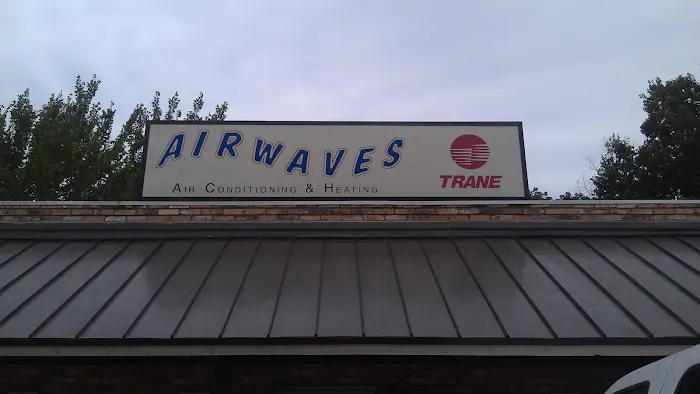 AIRWAVES
AIR CONDITIONING & HEATING
TRANE